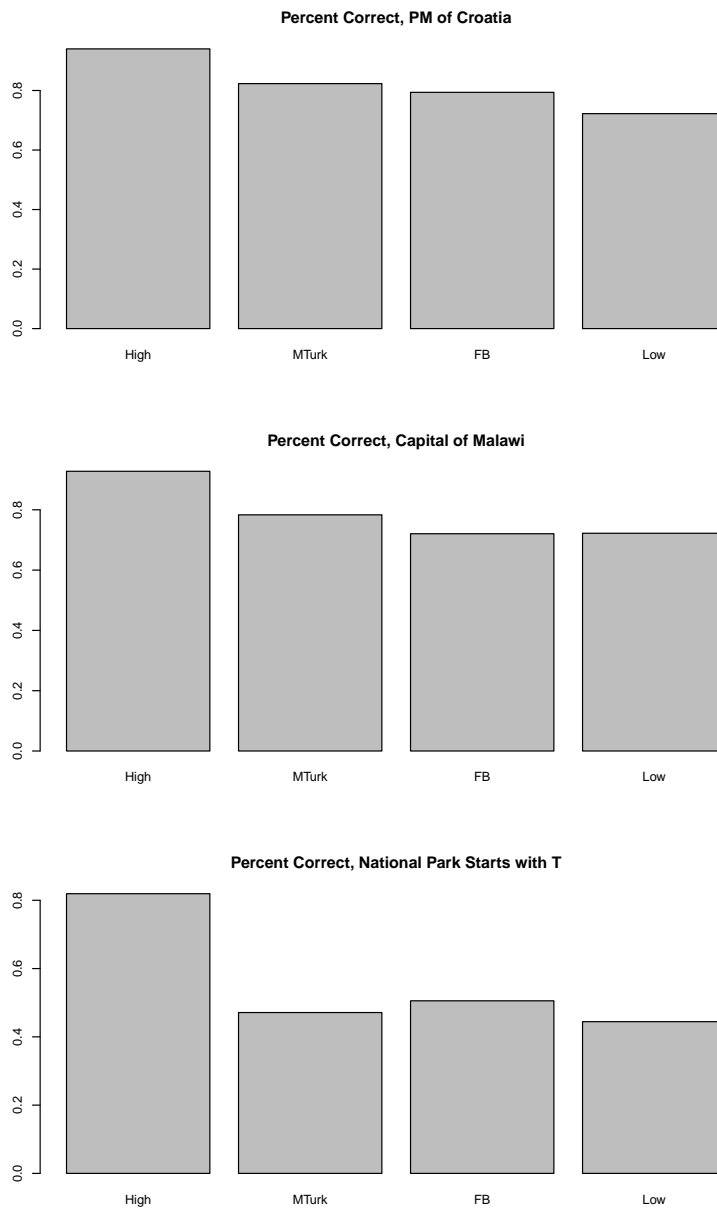 Percent Correct, PM of Croatia
0.8
0.6
0.4
0.2
0.0
High MTurk FB Low
Percent Correct, Capital of Malawi
0.8
0.6
0.4
0.2
0.0
High MTurk FB Low
Percent Correct, National Park Starts with T
0.8
0.6
0.4
0.2
0.0
High MTurk FB Low